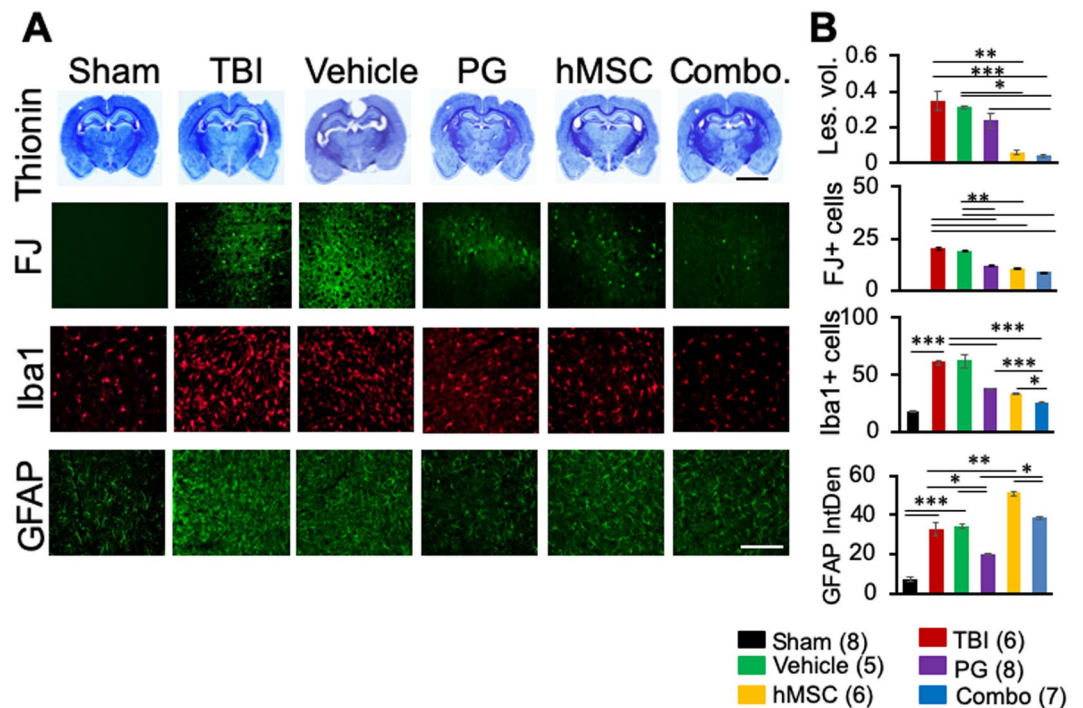 A
Sham TBI Vehicle PG hMSC Combo.
Thionin
FJ
Iba1
GFAP
B
Les. vol.
0.6
0.4
0.2
0
**
***
*
FJ+ cells
50
25
0
**
Iba1+ cells
100
50
0
***
***
***
*
GFAP IntDen
60
40
20
0
***
*
**
*
Sham (8) TBI (6)
Vehicle (5) PG (8)
hMSC (6) Combo (7)